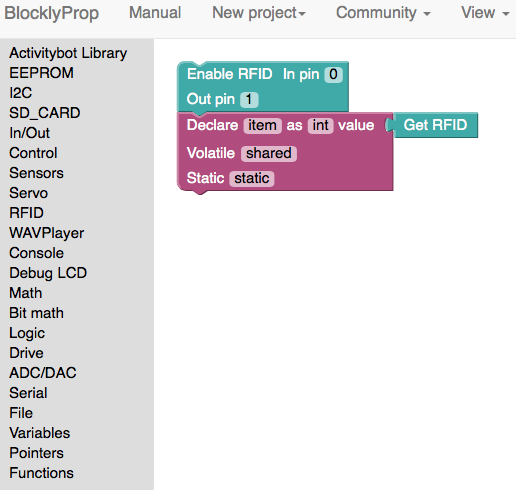 BlocklyProp Manual New project Community View
Activitybot Library
EEPROM
I2C
SD_CARD
In/Out
Control
Sensors
Servo
RFID
WAVPlayer
Console
Debug LCD
Math
Bit math
Logic
Drive
ADC/DAC
Serial
File
Variables
Pointers
Functions
Enable RFID In pin 0
Out pin 1
Declare item as int value Get RFID
Volatile shared
Static static